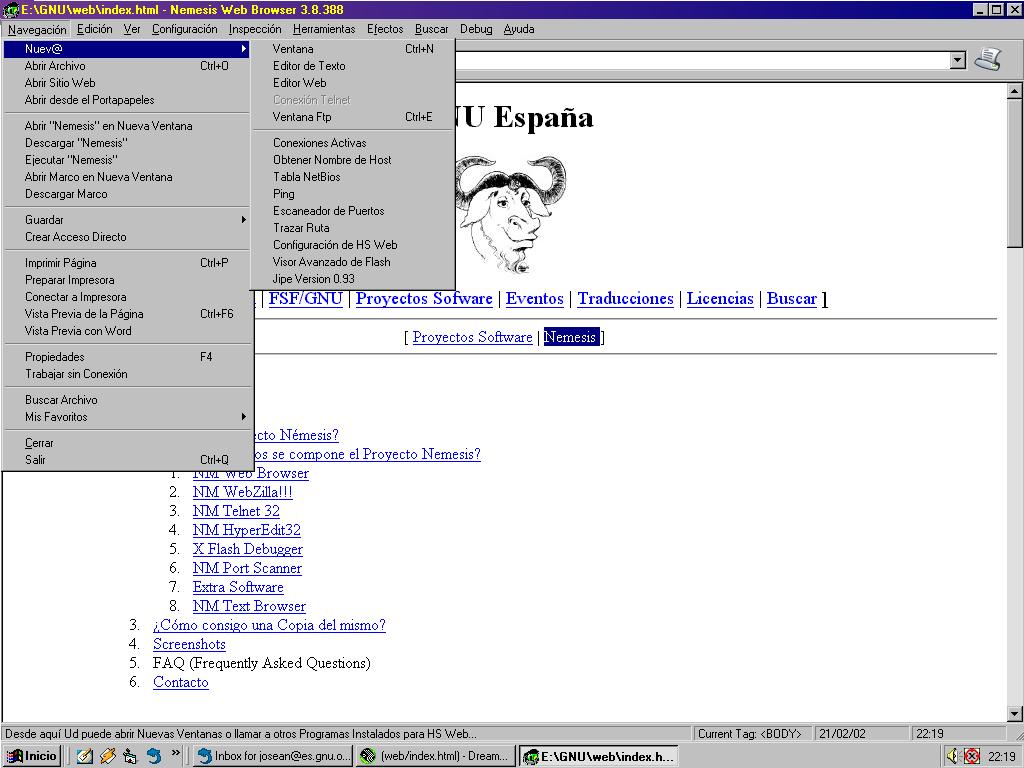 E:\GNU\web\index.html - Nemesis Web Browser 3.8.388
Navegación Edición Ver Configuración Inspección Herramientas Efectos Buscar Debug Ayuda
Nuev@
Abrir Archivo Ctrl+O
Abrir Sitio Web
Abrir desde el Portapapeles
Abrir "Nemesis" en Nueva Ventana
Descargar "Nemesis"
Ejecutar "Nemesis"
Abrir Marco en Nueva Ventana
Descargar Marco
Guardar
Crear Acceso Directo
Imprimir Página Ctrl+P
Preparar Impresora
Conectar a Impresora
Vista Previa de la Página Ctrl+F6
Vista Previa con Word
Propiedades F4
Trabajar sin Conexión
Buscar Archivo
Mis Favoritos
Cerrar
Salir Ctrl+Q
Ventana Ctrl+N
Editor de Texto
Editor Web
Conexión Telnet
Ventana Ftp Ctrl+E
Conexiones Activas
Obtener Nombre de Host
Tabla NetBios
Ping
Escaneador de Puertos
Trazar Ruta
Configuración de HS Web
Visor Avanzado de Flash
Jipe Version 0.93
NU España
| FSF/GNU | Proyectos Sofware | Eventos | Traducciones | Licencias | Buscar ]
[ Proyectos Software | Nemesis ]
ecto Némesis?
os se compone el Proyecto Nemesis?
1. NM Web Browser
2. NM WebZilla!!!
3. NM Telnet 32
4. NM HyperEdit32
5. X Flash Debugger
6. NM Port Scanner
7. Extra Software
8. NM Text Browser
3. ¿Cómo consigo una Copia del mismo?
4. Screenshots
5. FAQ (Frequently Asked Questions)
6. Contacto
Desde aquí Ud puede abrir Nuevas Ventanas o llamar a otros Programas Instalados para HS Web... Current Tag: <BODY> 21/02/02 22:19
Inicio » Inbox for josean@es.gnu.o... (web/index.html) - Dream... E:\GNU\web\index.h... 22:19